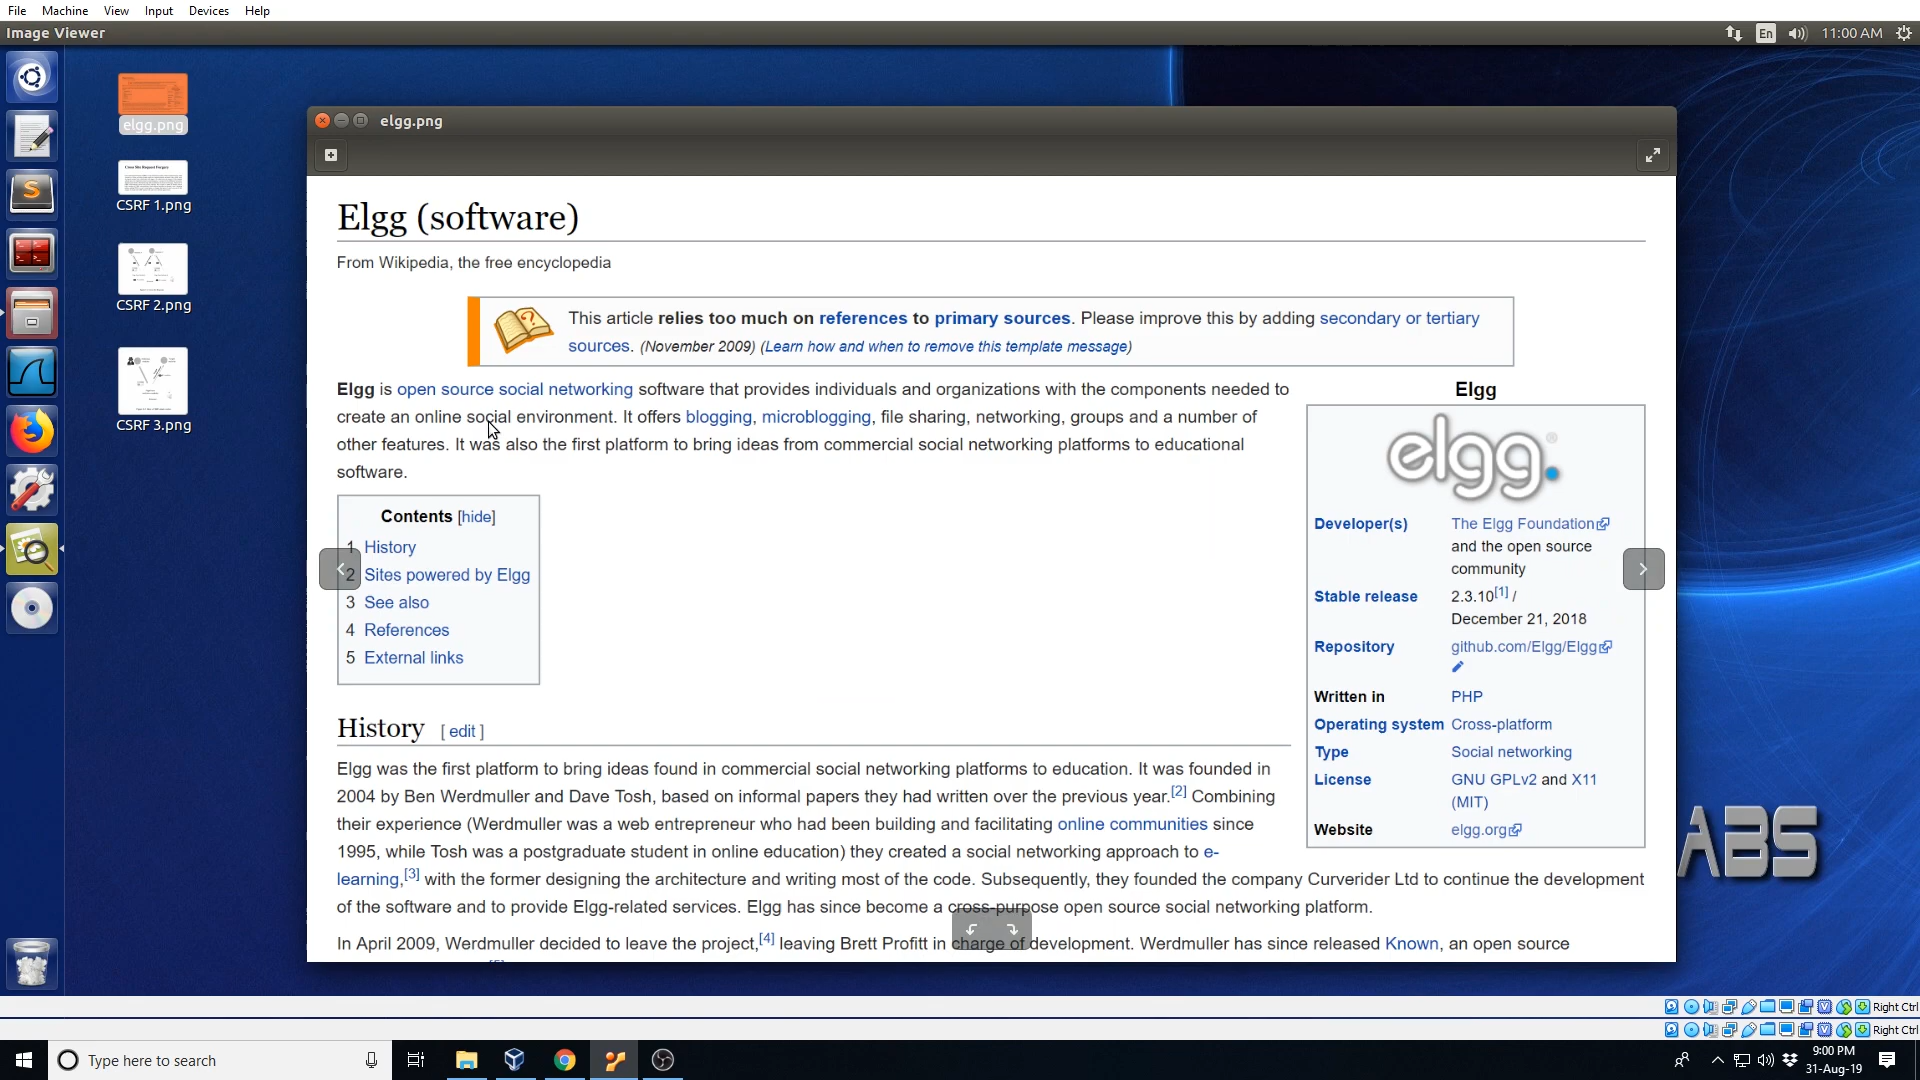 File Machine View Input Devices Help
Image Viewer
En 11:00 AM
elgg.png
CSRF 1.png
CSRF 2.png
CSRF 3.png
elgg.png
Elgg (software)
From Wikipedia, the free encyclopedia
This article relies too much on references to primary sources. Please improve this by adding secondary or tertiary
sources. (November 2009) (Learn how and when to remove this template message)
Elgg is open source social networking software that provides individuals and organizations with the components needed to
create an online social environment. It offers blogging, microblogging, file sharing, networking, groups and a number of
other features. It was also the first platform to bring ideas from commercial social networking platforms to educational
software.
Contents [hide]
1 History
2 Sites powered by Elgg
3 See also
4 References
5 External links
Elgg
elgg.
Developer(s) The Elgg Foundation
and the open source
community
Stable release 2.3.10[1] /
December 21, 2018
Repository github.com/Elgg/Elgg
Written in PHP
Operating system Cross-platform
Type Social networking
License GNU GPLv2 and X11
(MIT)
Website elgg.org
History [ edit ]
Elgg was the first platform to bring ideas found in commercial social networking platforms to education. It was founded in
2004 by Ben Werdmuller and Dave Tosh, based on informal papers they had written over the previous year.[2] Combining
their experience (Werdmuller was a web entrepreneur who had been building and facilitating online communities since
1995, while Tosh was a postgraduate student in online education) they created a social networking approach to e-
learning,[3] with the former designing the architecture and writing most of the code. Subsequently, they founded the company Curverider Ltd to continue the development
of the software and to provide Elgg-related services. Elgg has since become a cross-purpose open source social networking platform.
In April 2009, Werdmuller decided to leave the project,[4] leaving Brett Profitt in charge of development. Werdmuller has since released Known, an open source
ABS
Right Ctrl
Right Ctrl
Type here to search
9:00 PM
31-Aug-19